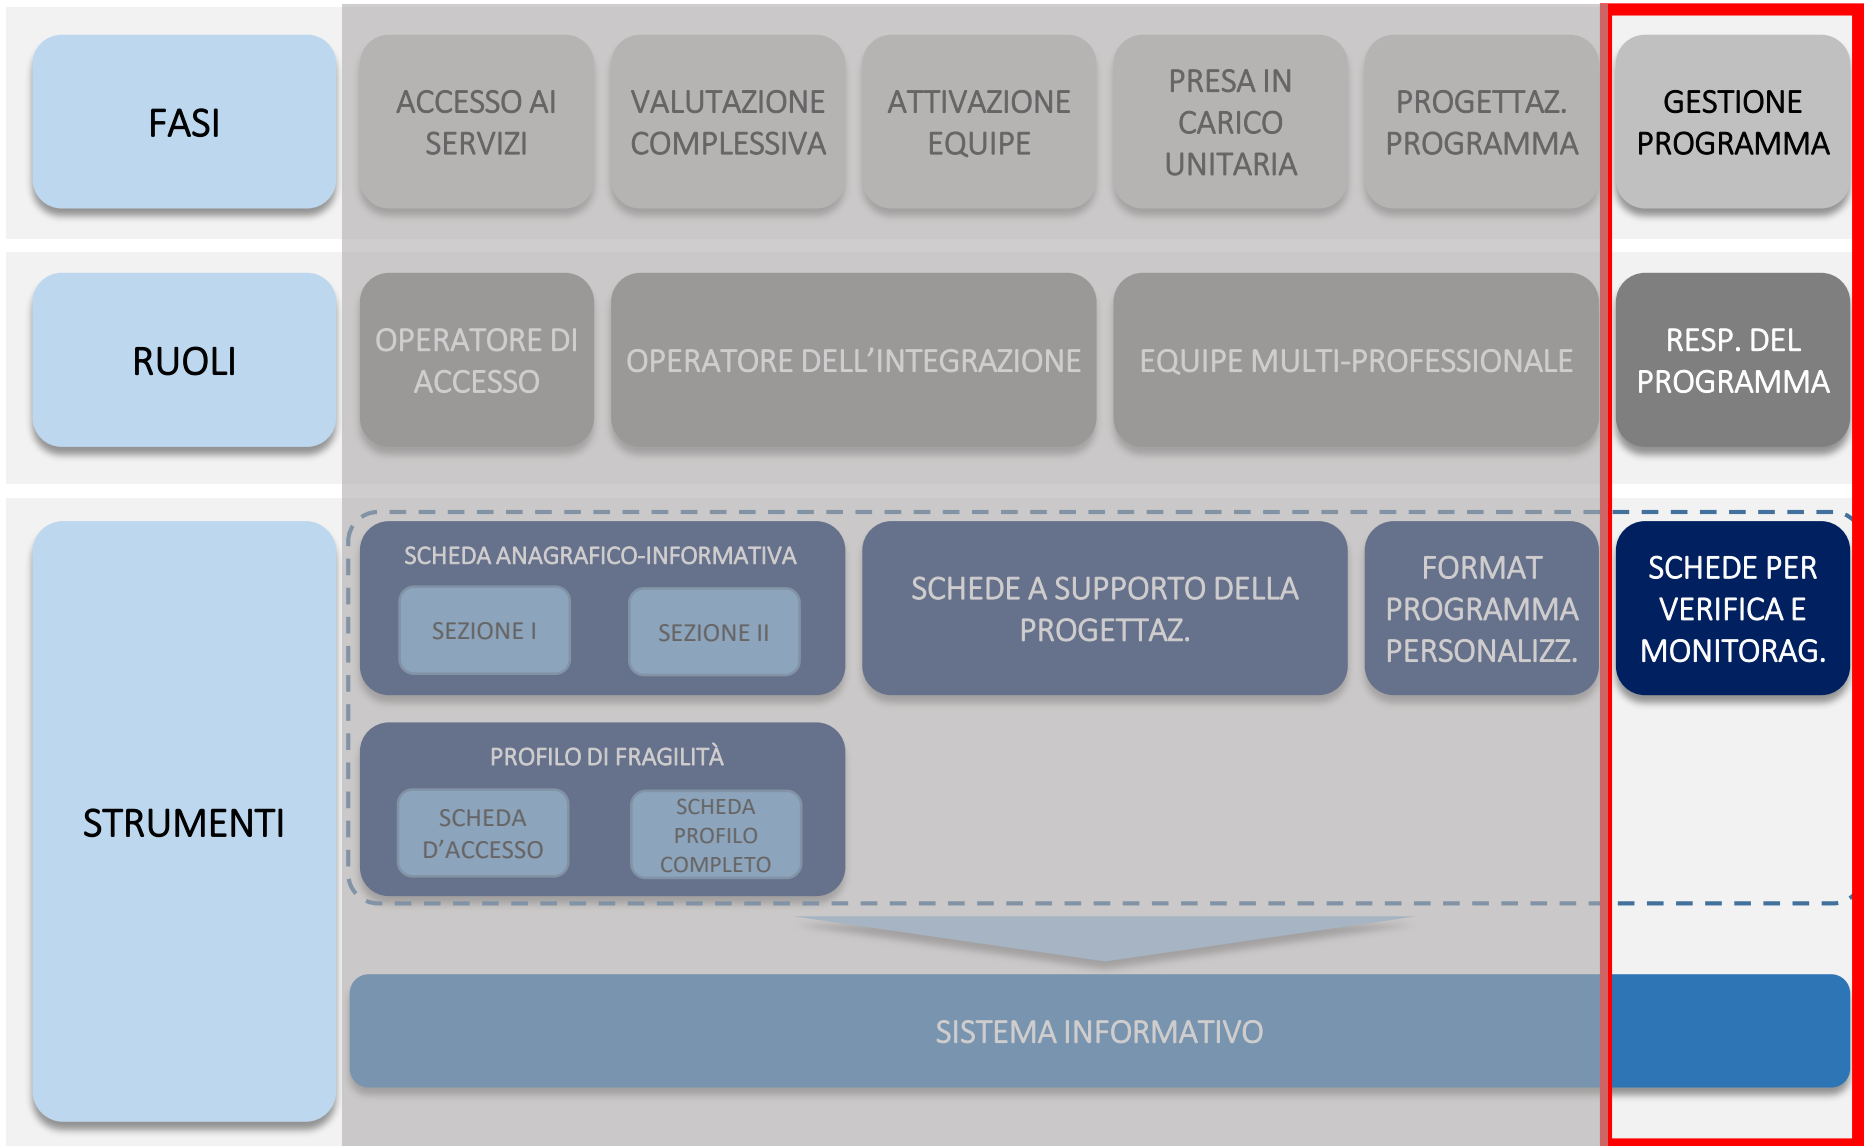 FASI
ACCESSO AI
SERVIZI
VALUTAZIONE
COMPLESSIVA
ATTIVAZIONE
EQUIPE
PRESA IN
CARICO
UNITARIA
PROGETTAZ.
PROGRAMMA
GESTIONE
PROGRAMMA
RUOLI
OPERATORE DI
ACCESSO
OPERATORE DELL’INTEGRAZIONE
EQUIPE MULTI-PROFESSIONALE
RESP. DEL
PROGRAMMA
STRUMENTI
SCHEDA ANAGRAFICO-INFORMATIVA
SEZIONE I
SEZIONE II
SCHEDE A SUPPORTO DELLA
PROGETTAZ.
FORMAT
PROGRAMMA
PERSONALIZZ.
SCHEDE PER
VERIFICA E
MONITORAG.
PROFILO DI FRAGILITÀ
SCHEDA
D’ACCESSO
SCHEDA
PROFILO
COMPLETO
SISTEMA INFORMATIVO